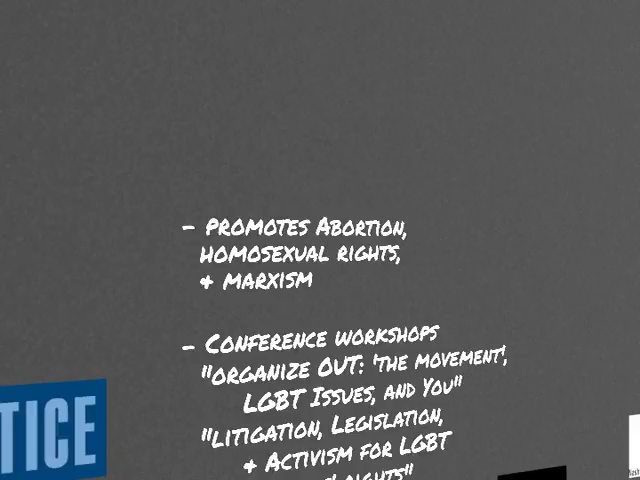 - PROMOTES ABORTION,
HOMOSEXUAL RIGHTS,
& MARXISM
- CONFERENCE WORKSHOPS
"ORGANIZE OUT: 'THE MOVEMENT',
LGBT ISSUES, AND YOU"
"LITIGATION, LEGISLATION,
& ACTIVISM FOR LGBT
RIGHTS"
TICE